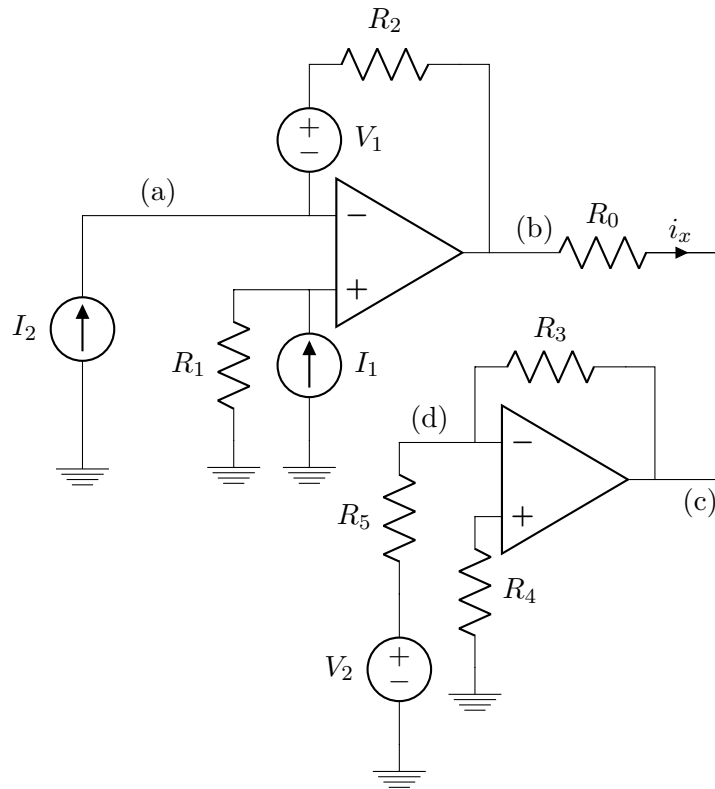 R2
+
−
V1
(a)
−
(b)
R0
ix
+
I2
R1
I1
R3
(d)
−
(c)
R5
+
R4
V2
+
−